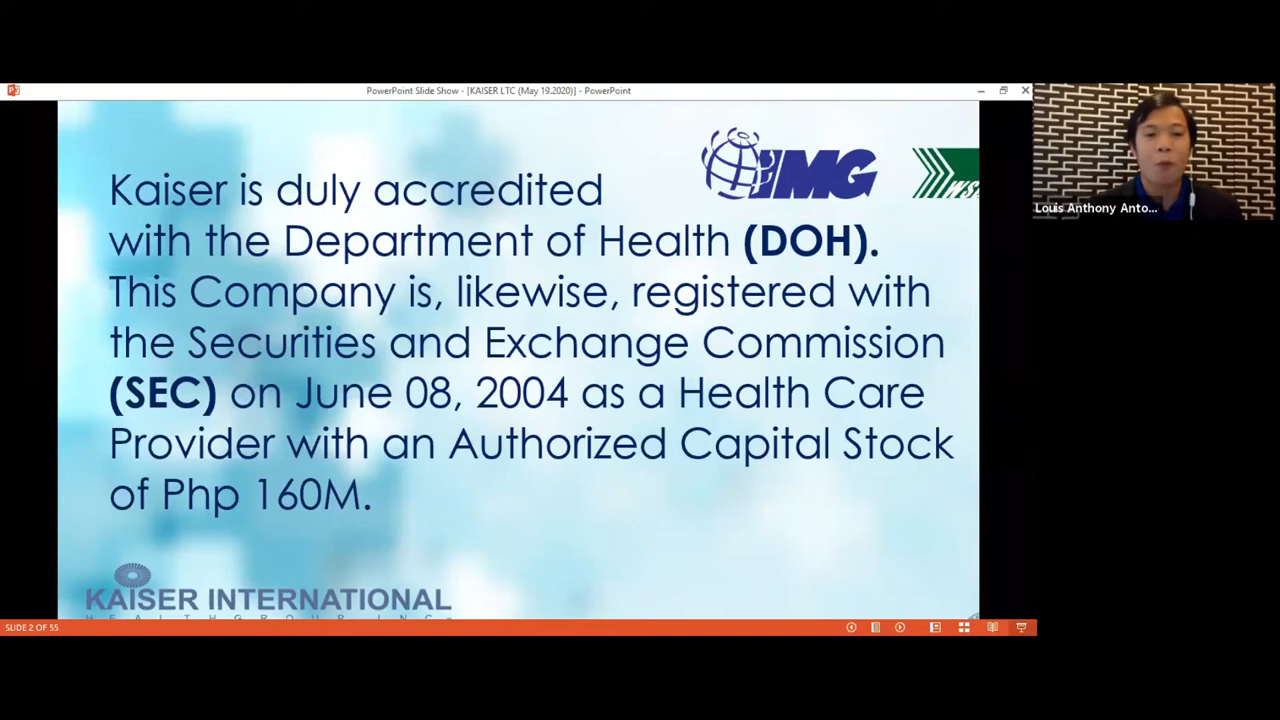 PowerPoint Slide Show - [KAISER LTC (May 19.2020)] - PowerPoint
IMG
Kaiser is duly accredited
with the Department of Health (DOH).
This Company is, likewise, registered with
the Securities and Exchange Commission
(SEC) on June 08, 2004 as a Health Care
Provider with an Authorized Capital Stock
of Php 160M.
KAISER INTERNATIONAL
HEALTHGROUP INC.
SLIDE 2 OF 55
Louis Anthony Anto...